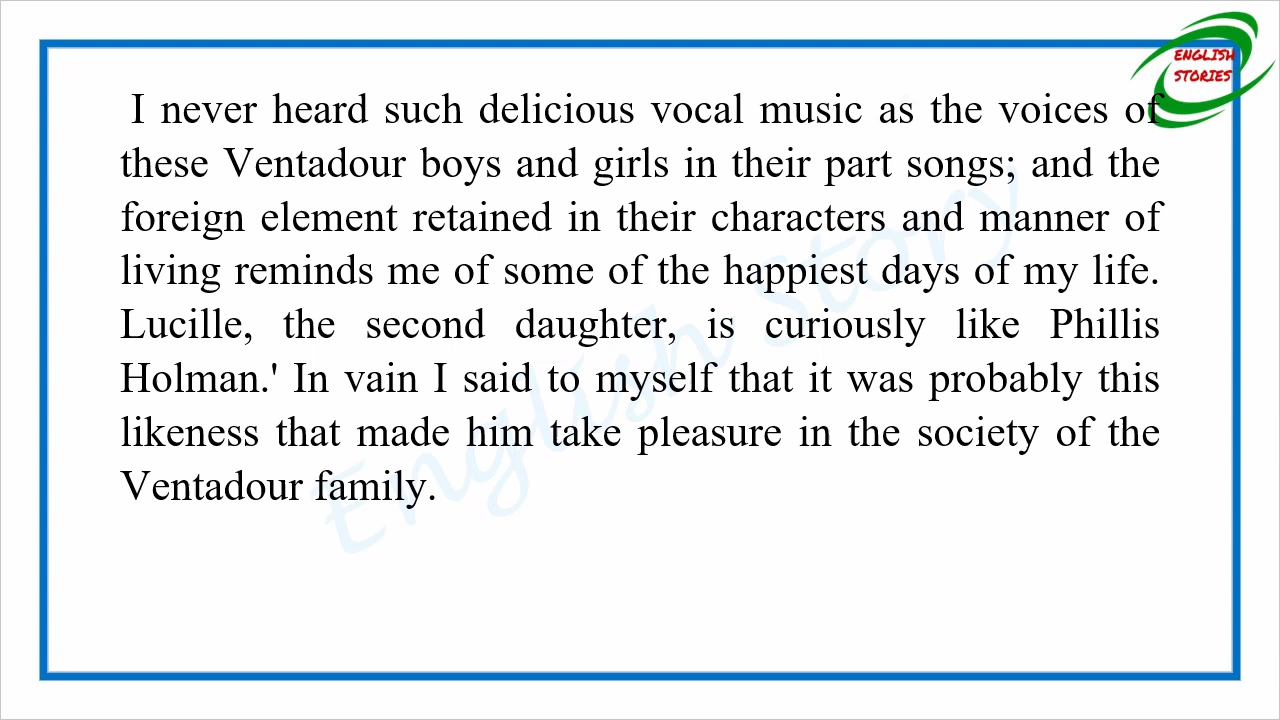 ENGLISH
STORIES
I never heard such delicious vocal music as the voices of
these Ventadour boys and girls in their part songs; and the
foreign element retained in their characters and manner of
living reminds me of some of the happiest days of my life.
Lucille, the second daughter, is curiously like Phillis
Holman.' In vain I said to myself that it was probably this
likeness that made him take pleasure in the society of the
Ventadour family.
English Story